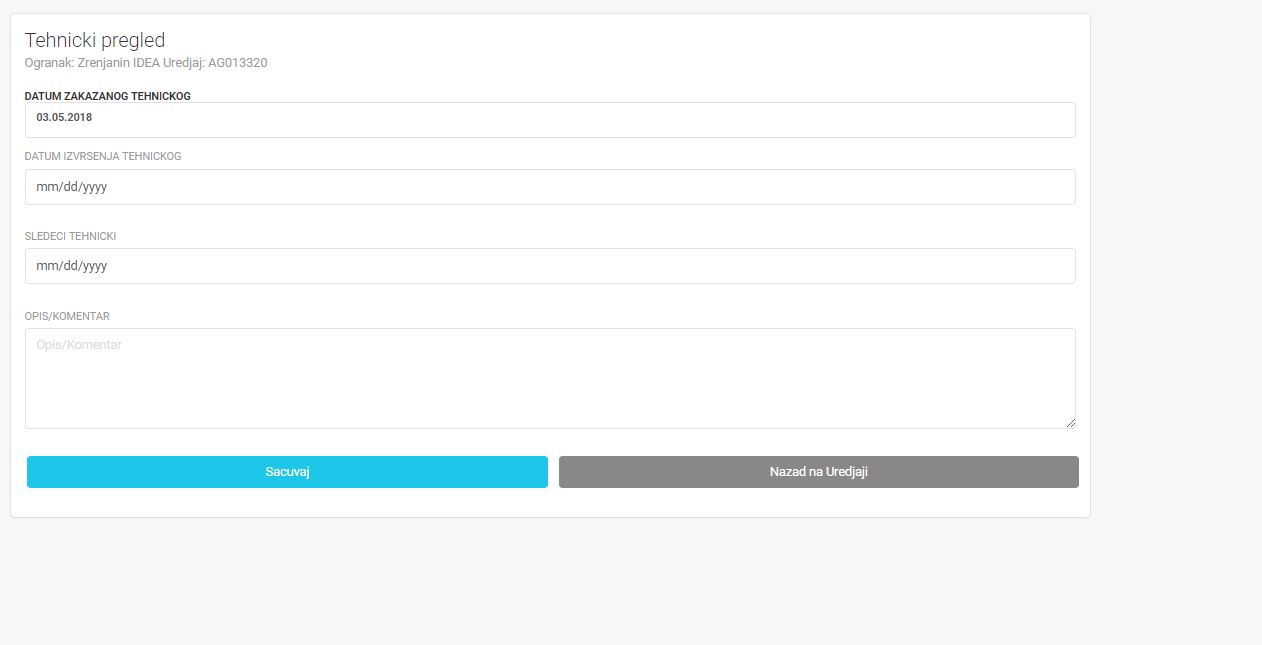 Tehnicki pregled
Ogranak: Zrenjanin IDEA Uredjaj: AG013320
DATUM ZAKAZANOG TEHNICKOG
03.05.2018
DATUM IZVRSENJA TEHNICKOG
mm/dd/yyyy
SLEDECI TEHNICKI
mm/dd/yyyy
OPIS/KOMENTAR
Opis/Komentar
Sacuvaj Nazad na Uredjaji